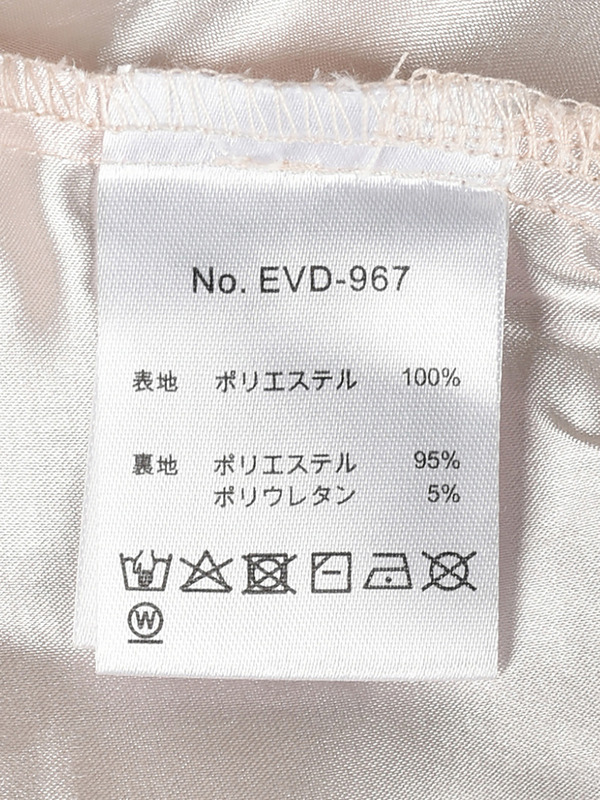 No. EVD-967
表地 ポリエステル 100%
裏地 ポリエステル 95%
ポリウレタン 5%
W